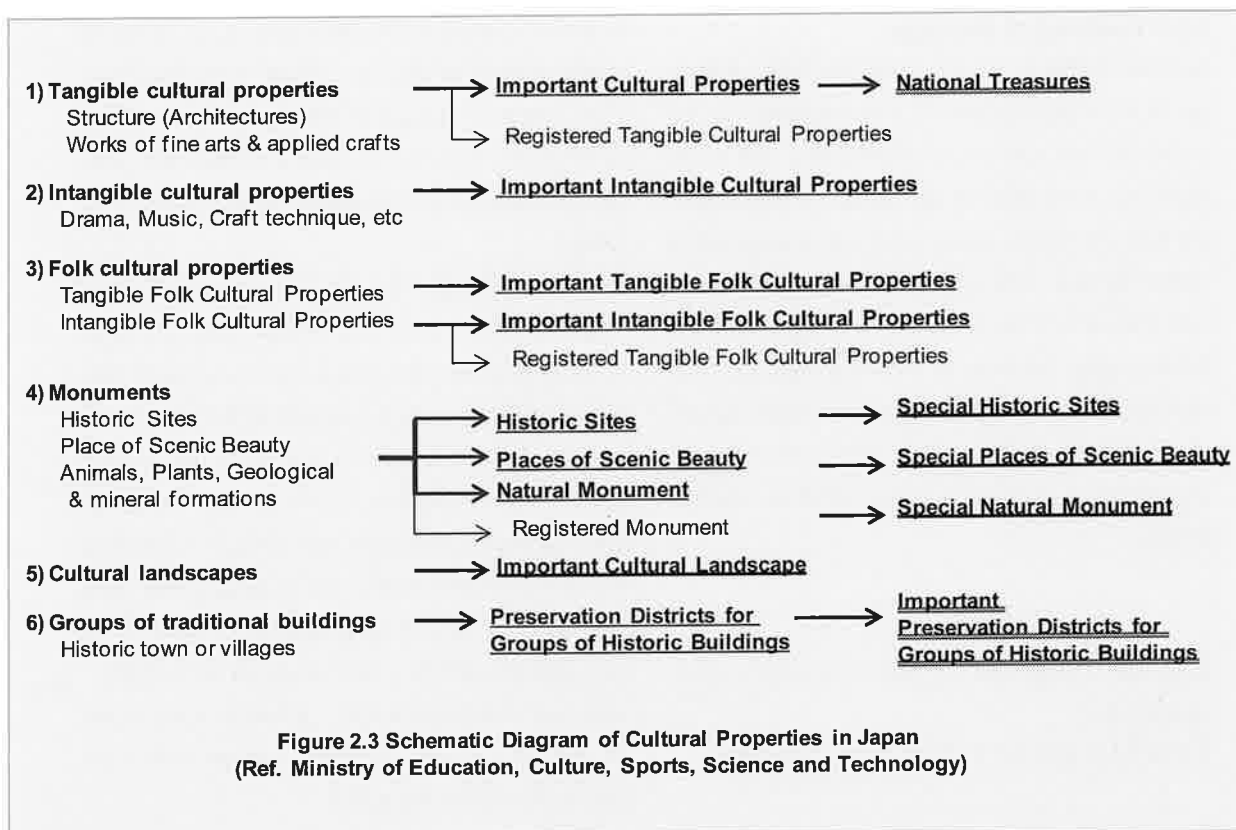 1) Tangible cultural properties
Structure (Architectures)
Works of fine arts & applied crafts
Important Cultural Properties
National Treasures
Registered Tangible Cultural Properties
2) Intangible cultural properties
Drama, Music, Craft technique, etc
Important Intangible Cultural Properties
3) Folk cultural properties
Tangible Folk Cultural Properties
Intangible Folk Cultural Properties
Important Tangible Folk Cultural Properties
Important Intangible Folk Cultural Properties
Registered Tangible Folk Cultural Properties
4) Monuments
Historic Sites
Place of Scenic Beauty
Animals, Plants, Geological
& mineral formations
Historic Sites
Special Historic Sites
Places of Scenic Beauty
Special Places of Scenic Beauty
Natural Monument
Special Natural Monument
Registered Monument
5) Cultural landscapes
Important Cultural Landscape
6) Groups of traditional buildings
Historic town or villages
Preservation Districts for
Groups of Historic Buildings
Important
Preservation Districts for
Groups of Historic Buildings
Figure 2.3 Schematic Diagram of Cultural Properties in Japan
(Ref. Ministry of Education, Culture, Sports, Science and Technology)